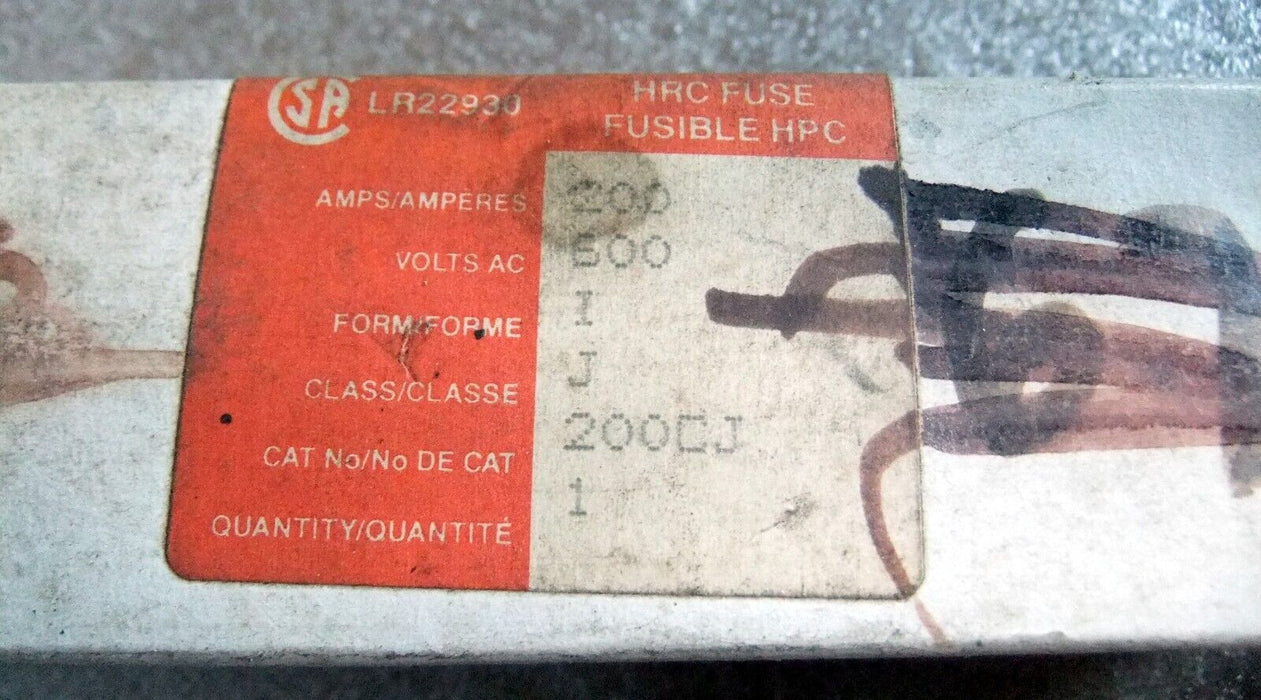 CSA LR22930 HRC FUSE
FUSIBLE HPC
AMPS/AMPÈRES 200
VOLTS AC 600
FORM/FORME I
CLASS/CLASSE J
CAT No/No DE CAT 200CJ
QUANTITY/QUANTITÉ 1